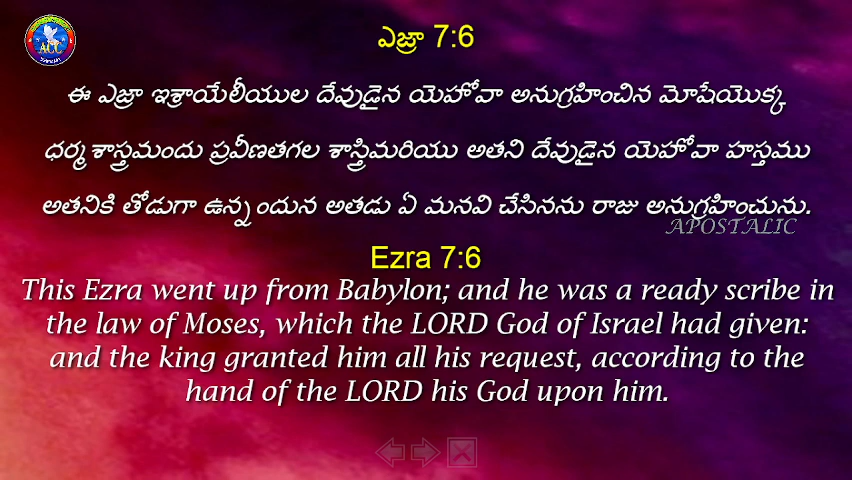 ACC
ఎజ్రా 7:6
ఈ ఎజ్రా ఇశ్రాయేలీయుల దేవుడైన యెహోవా అనుగ్రహించిన మోషేయొక్క
ధర్మశాస్త్రమందు ప్రవీణతగల శాస్త్రిమరియు అతని దేవుడైన యెహోవా హస్తము
అతనికి తోడుగా ఉన్నందున అతడు ఏ మనవి చేసినను రాజు అనుగ్రహించును.
APOSTALIC
Ezra 7:6
This Ezra went up from Babylon; and he was a ready scribe in
the law of Moses, which the LORD God of Israel had given:
and the king granted him all his request, according to the
hand of the LORD his God upon him.